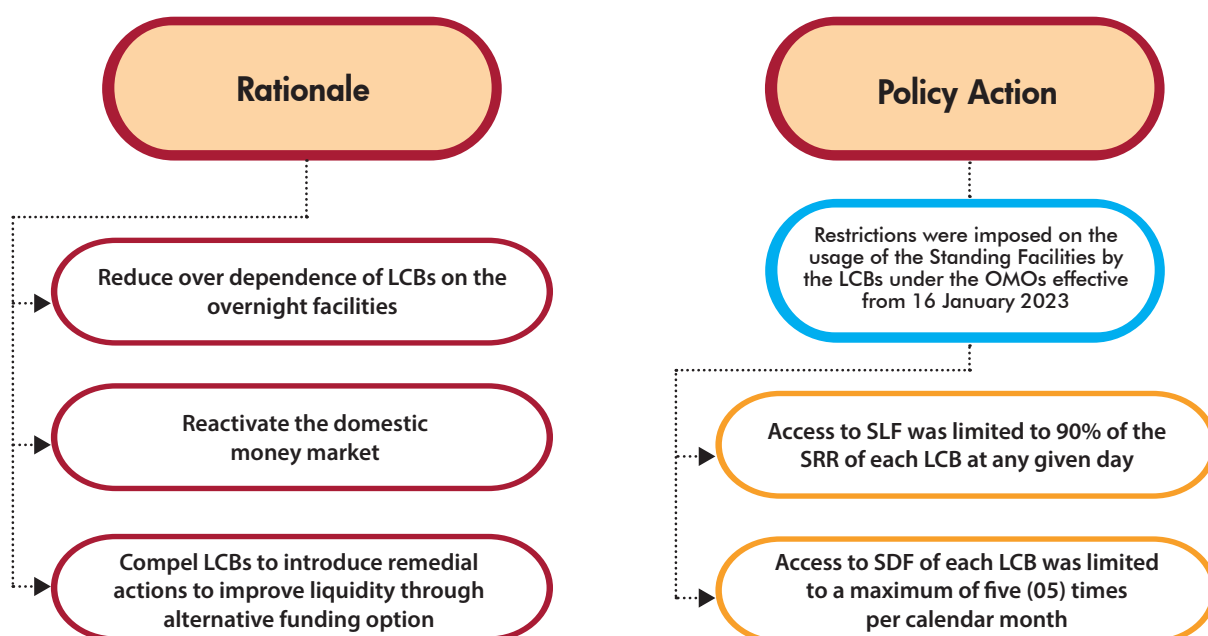 Rationale
Reduce over dependence of LCBs on the
overnight facilities
Reactivate the domestic
money market
Compel LCBs to introduce remedial
actions to improve liquidity through
alternative funding option
Policy Action
Restrictions were imposed on the
usage of the Standing Facilities by
the LCBs under the OMOs effective
from 16 January 2023
Access to SLF was limited to 90% of the
SRR of each LCB at any given day
Access to SDF of each LCB was limited
to a maximum of five (05) times
per calendar month